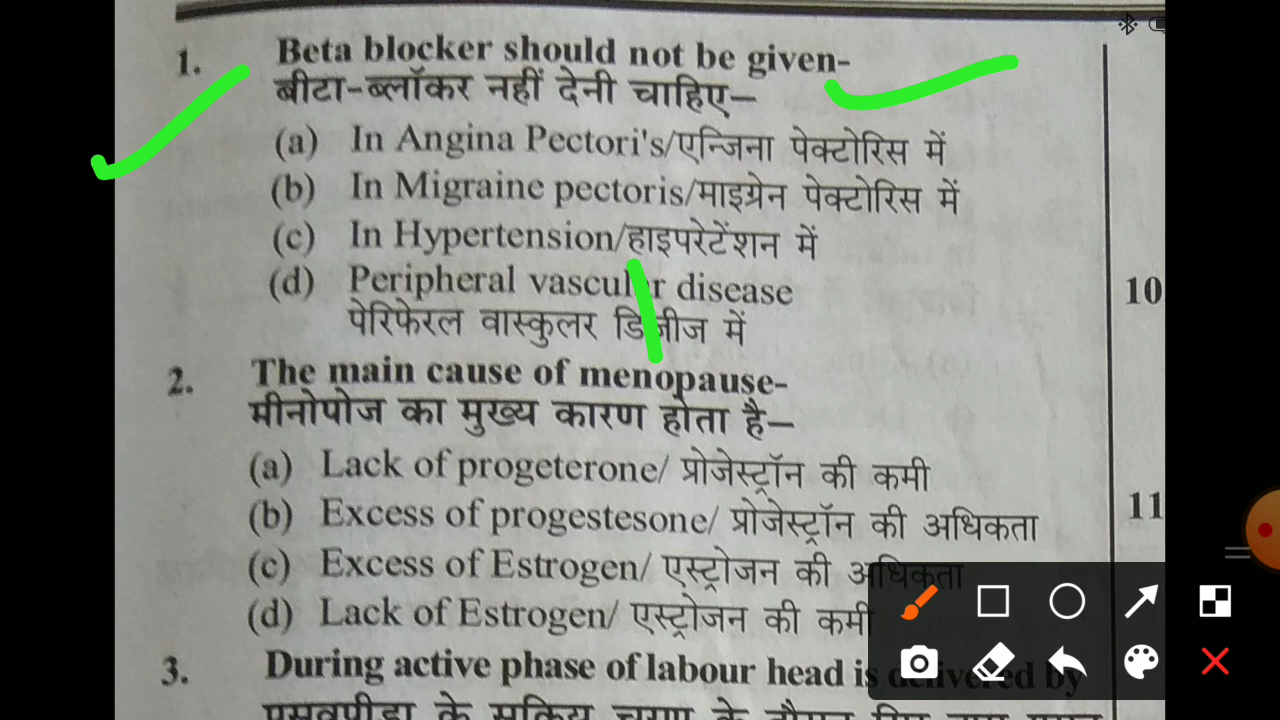 1. Beta blocker should not be given-
बीटा-ब्लॉकर नहीं देनी चाहिए–
(a) In Angina Pectori's/एन्जिना पेक्टोरिस में
(b) In Migraine pectoris/माइग्रेन पेक्टोरिस में
(c) In Hypertension/हाइपरटेंशन में
(d) Peripheral vascular disease
पेरिफेरल वास्कुलर डिजीज में
10
2. The main cause of menopause-
मीनोपोज का मुख्य कारण होता है–
(a) Lack of progeterone/ प्रोजेस्ट्रॉन की कमी
(b) Excess of progestesone/ प्रोजेस्ट्रॉन की अधिकता
11
(c) Excess of Estrogen/ एस्ट्रोजन की अधिकता
(d) Lack of Estrogen/ एस्ट्रोजन की कमी
3. During active phase of labour head is delivered by
के के दौरान